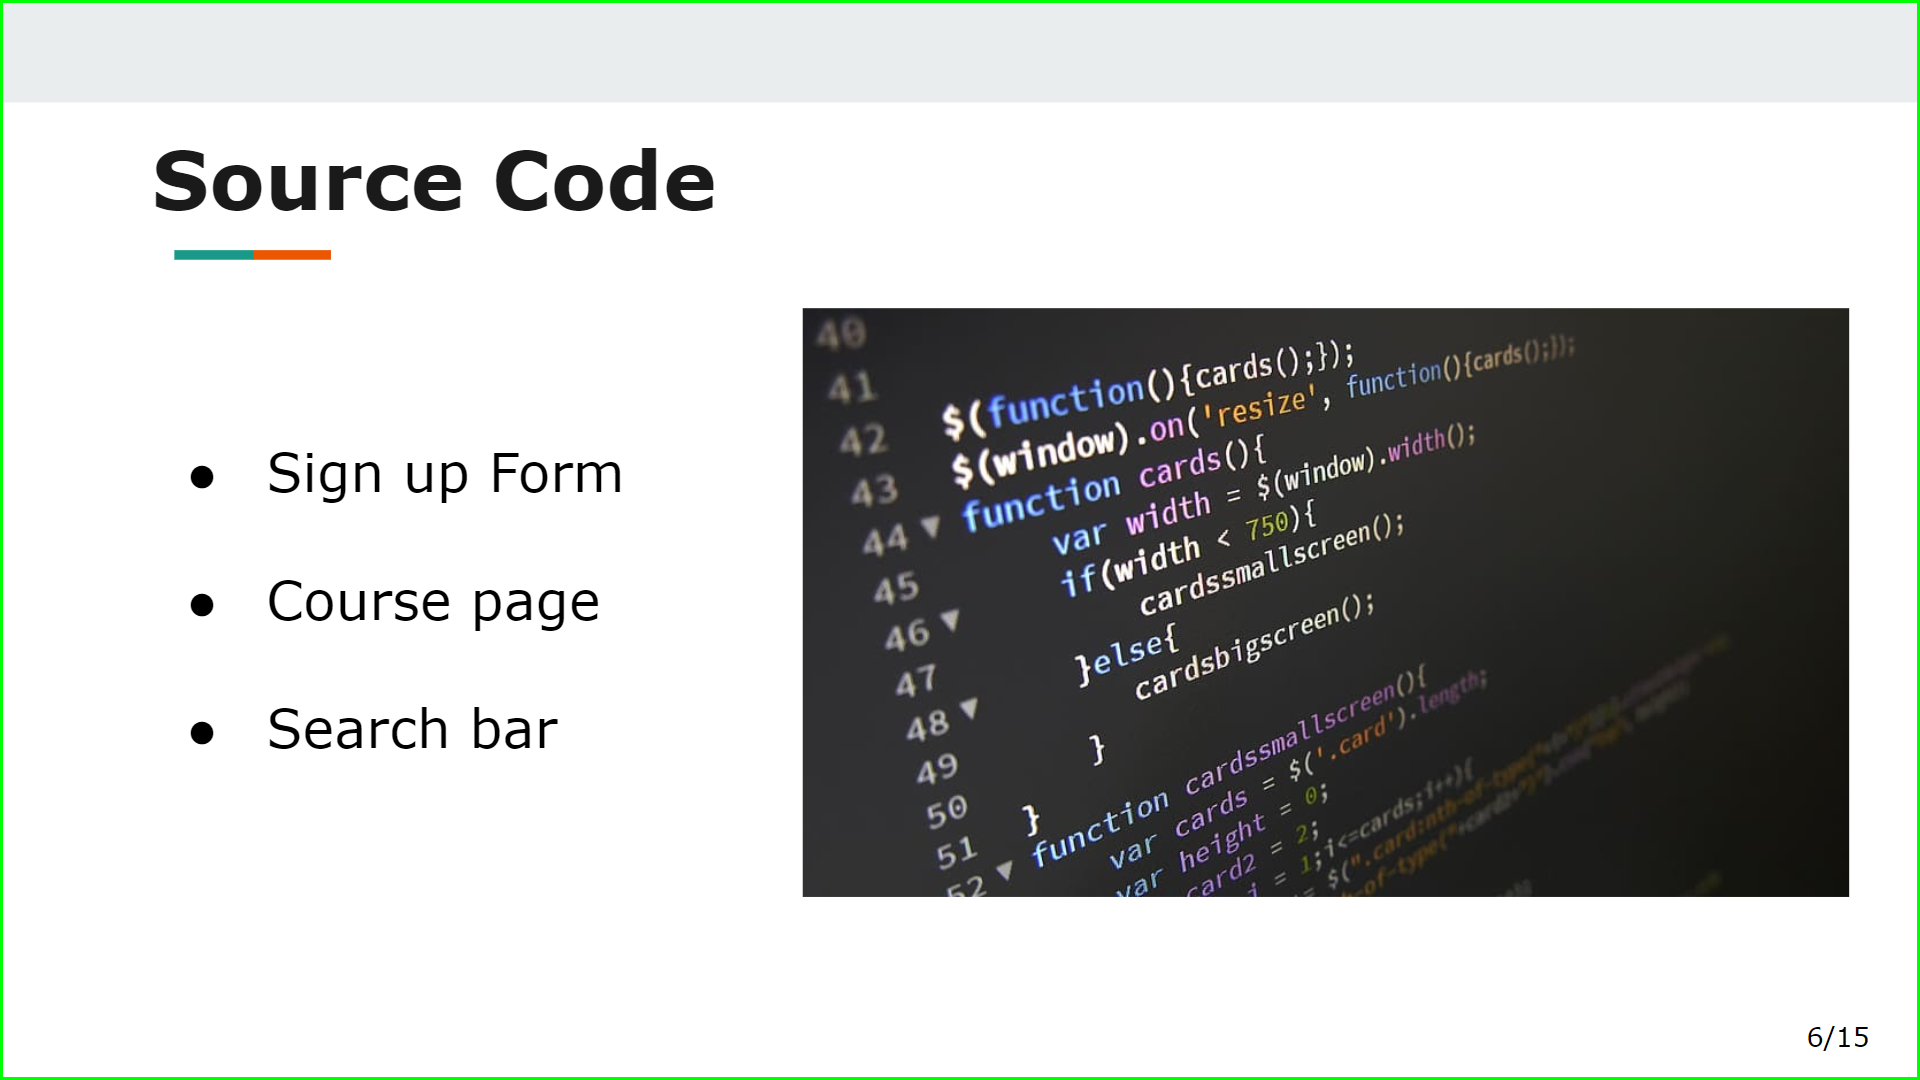 Source Code
● Sign up Form
● Course page
● Search bar
40
41
42 $(function(){cards();});
43 $(window).on('resize', function(){cards();});
44 ▼ function cards(){
45 var width = $(window).width();
46 ▼ if(width < 750){
47 cardssmallscreen();
48 ▼ }else{
49 cardsbigscreen();
50 }
51 }
52 ▼ function cardssmallscreen(){
var cards = $('.card').length;
var height = 0;
var card2 = 2;
i = 1;i<=cards;i++){
$(".card:nth-of-type(
6/15